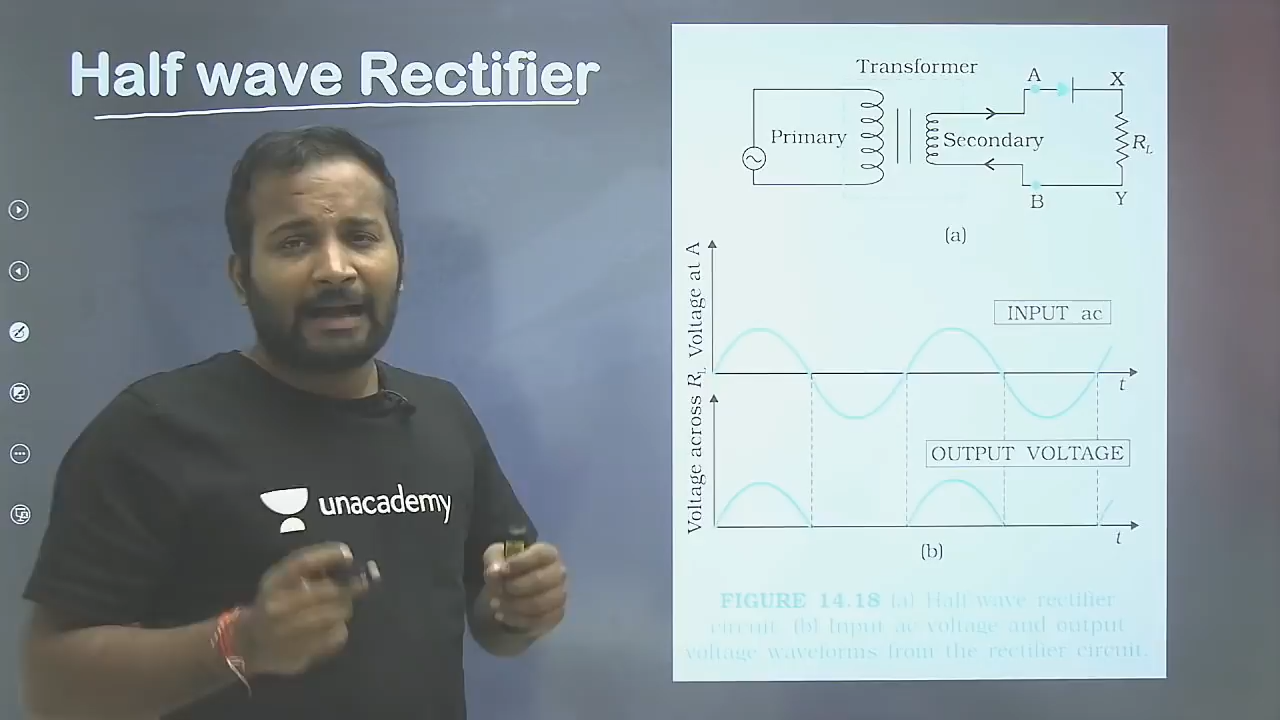 Half wave Rectifier
Transformer
A
X
Primary
Secondary
R_L
B
Y
(a)
Voltage at A
INPUT ac
t
Voltage across R_L
OUTPUT VOLTAGE
t
(b)
FIGURE 14.18 (a) Half wave rectifier
circuit. (b) Input ac voltage and output
voltage waveforms from the rectifier circuit.
unacademy